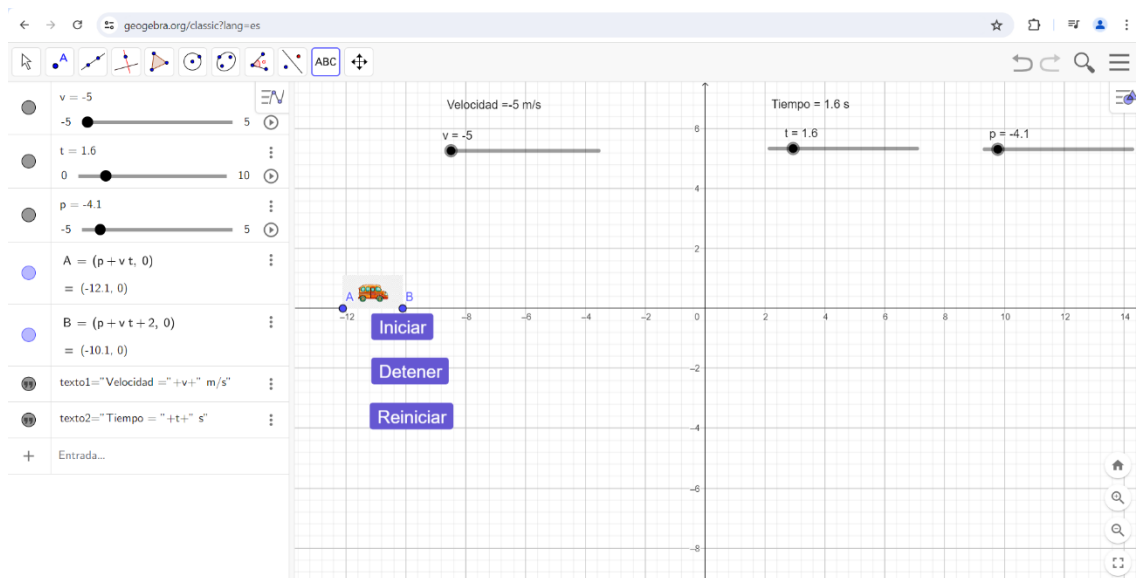 geogebra.org/classic?lang=es
A
ABC
v = -5
-5 5
t = 1.6
0 10
p = -4.1
-5 5
A = (p + v t, 0)
= (-12.1, 0)
B = (p + v t + 2, 0)
= (-10.1, 0)
texto1="Velocidad ="+v+" m/s"
texto2="Tiempo = "+t+" s"
Entrada...
Velocidad =-5 m/s
Tiempo = 1.6 s
v = -5
t = 1.6
p = -4.1
6
4
2
A B
-12 -8 -6 -4 -2 0 2 4 6 8 10 12 14
Iniciar
-2
Detener
Reiniciar
-4
-6
-8